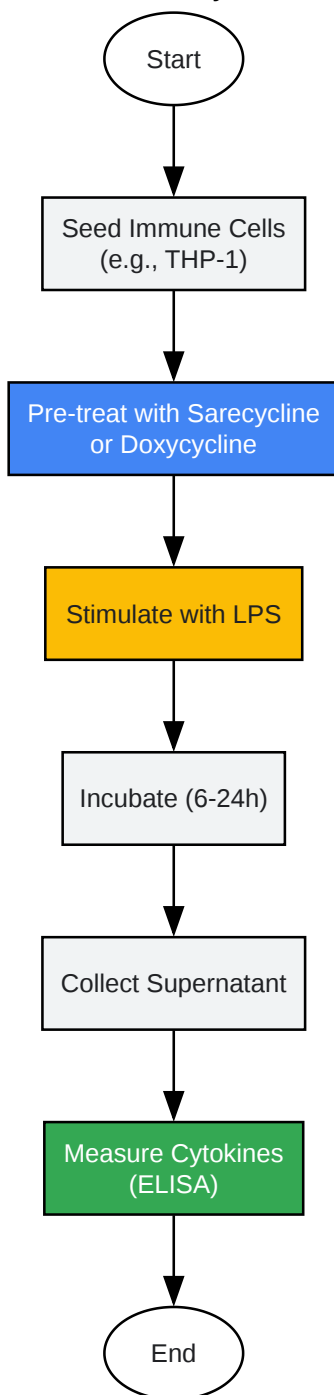 Start
Seed Immune Cells
(e.g., THP-1)
Pre-treat with Sarecycline
or Doxycycline
Stimulate with LPS
Incubate (6-24h)
Collect Supernatant
Measure Cytokines
(ELISA)
End